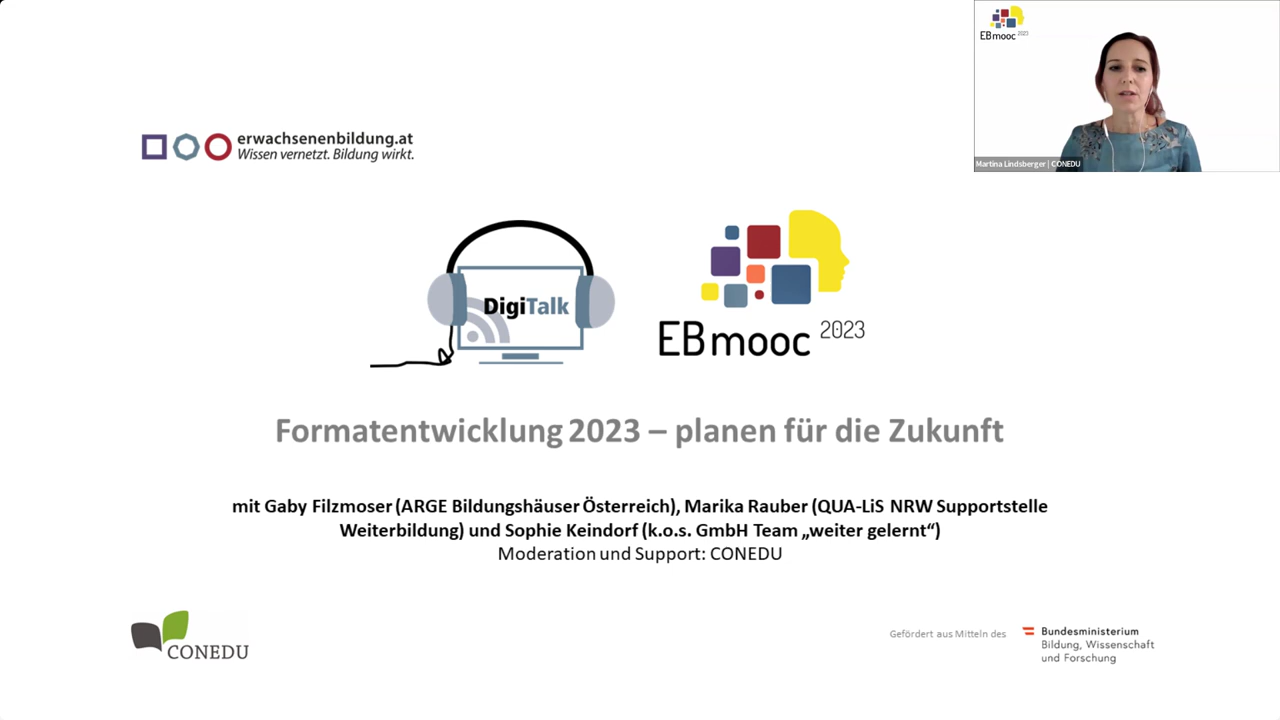 EBmooc 2023
Martina Lindsberger | CONEDU
erwachsenenbildung.at
Wissen vernetzt. Bildung wirkt.
DigiTalk
EBmooc 2023
Formatentwicklung 2023 – planen für die Zukunft
mit Gaby Filzmoser (ARGE Bildungshäuser Österreich), Marika Rauber (QUA-LiS NRW Supportstelle
Weiterbildung) und Sophie Keindorf (k.o.s. GmbH Team „weiter gelernt“)
Moderation und Support: CONEDU
CONEDU
Gefördert aus Mitteln des
Bundesministerium
Bildung, Wissenschaft
und Forschung